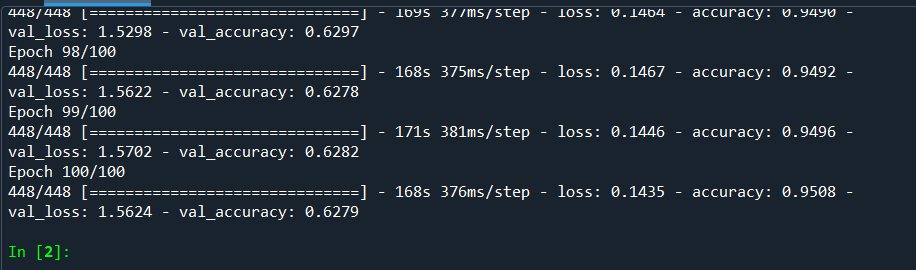 448/448 [==============================] - 169s 377ms/step - loss: 0.1464 - accuracy: 0.9490 -
val_loss: 1.5298 - val_accuracy: 0.6297
Epoch 98/100
448/448 [==============================] - 168s 375ms/step - loss: 0.1467 - accuracy: 0.9492 -
val_loss: 1.5622 - val_accuracy: 0.6278
Epoch 99/100
448/448 [==============================] - 171s 381ms/step - loss: 0.1446 - accuracy: 0.9496 -
val_loss: 1.5702 - val_accuracy: 0.6282
Epoch 100/100
448/448 [==============================] - 168s 376ms/step - loss: 0.1435 - accuracy: 0.9508 -
val_loss: 1.5624 - val_accuracy: 0.6279
In [2]: